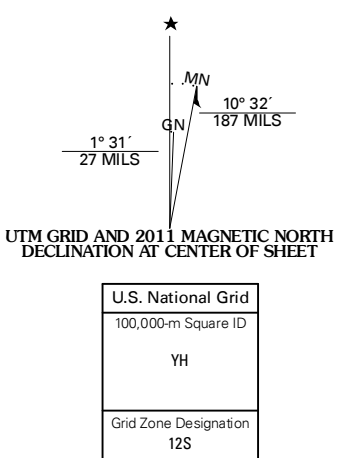 ★
MN
GN
10° 32´
187 MILS
1° 31´
27 MILS
UTM GRID AND 2011 MAGNETIC NORTH
DECLINATION AT CENTER OF SHEET
U.S. National Grid
100,000-m Square ID
YH
Grid Zone Designation
12S